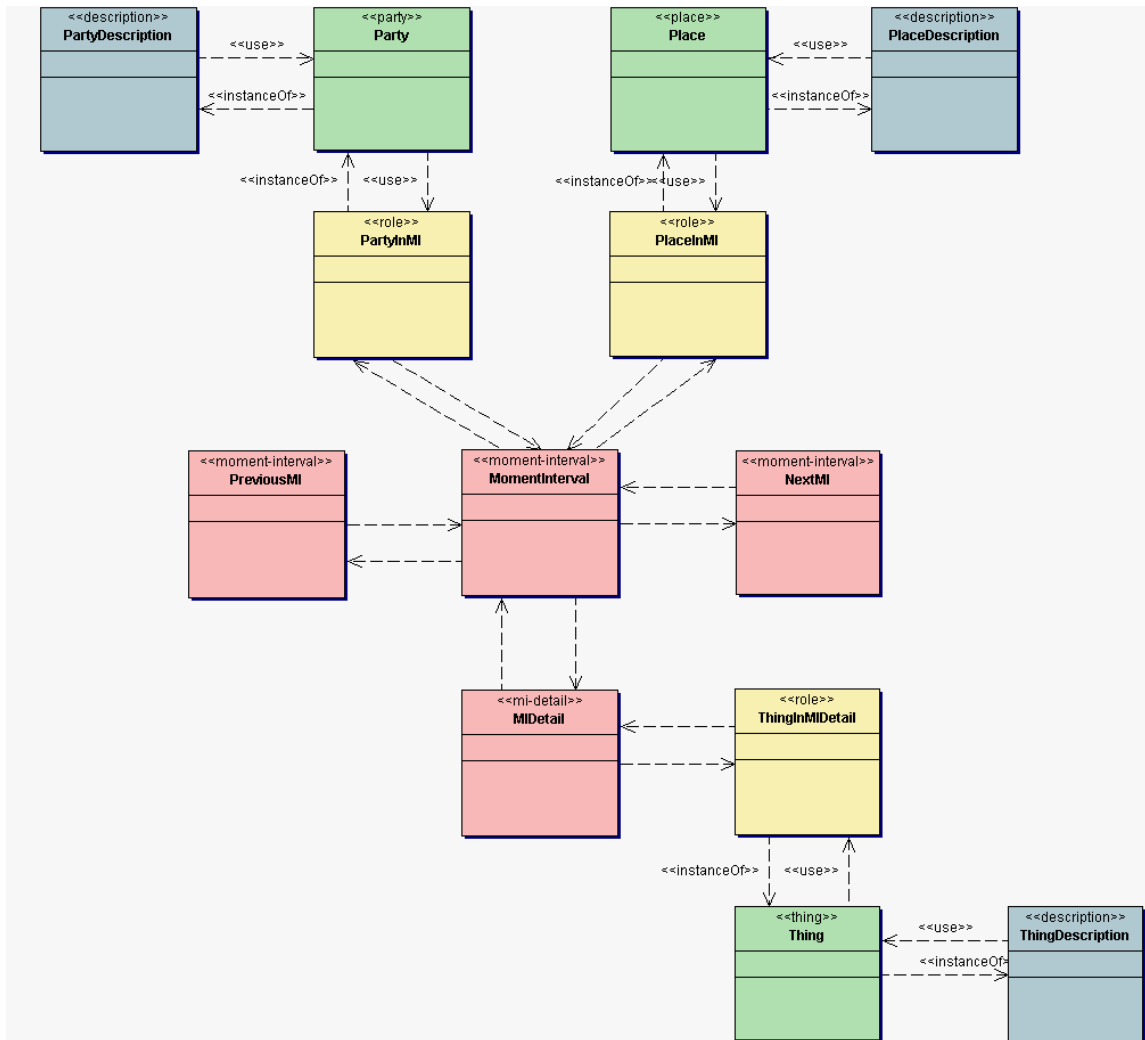 <<description>>
PartyDescription
<<use>>
<<instanceOf>>
<<party>>
Party
<<place>>
Place
<<use>>
<<instanceOf>>
<<description>>
PlaceDescription
<<instanceOf>>
<<use>>
<<instanceOf>>
<<use>>
<<role>>
PartyInMI
<<role>>
PlaceInMI
<<moment-interval>>
PreviousMI
<<moment-interval>>
MomentInterval
<<moment-interval>>
NextMI
<<mi-detail>>
MIDetail
<<role>>
ThingInMIDetail
<<instanceOf>>
<<use>>
<<thing>>
Thing
<<use>>
<<instanceOf>>
<<description>>
ThingDescription